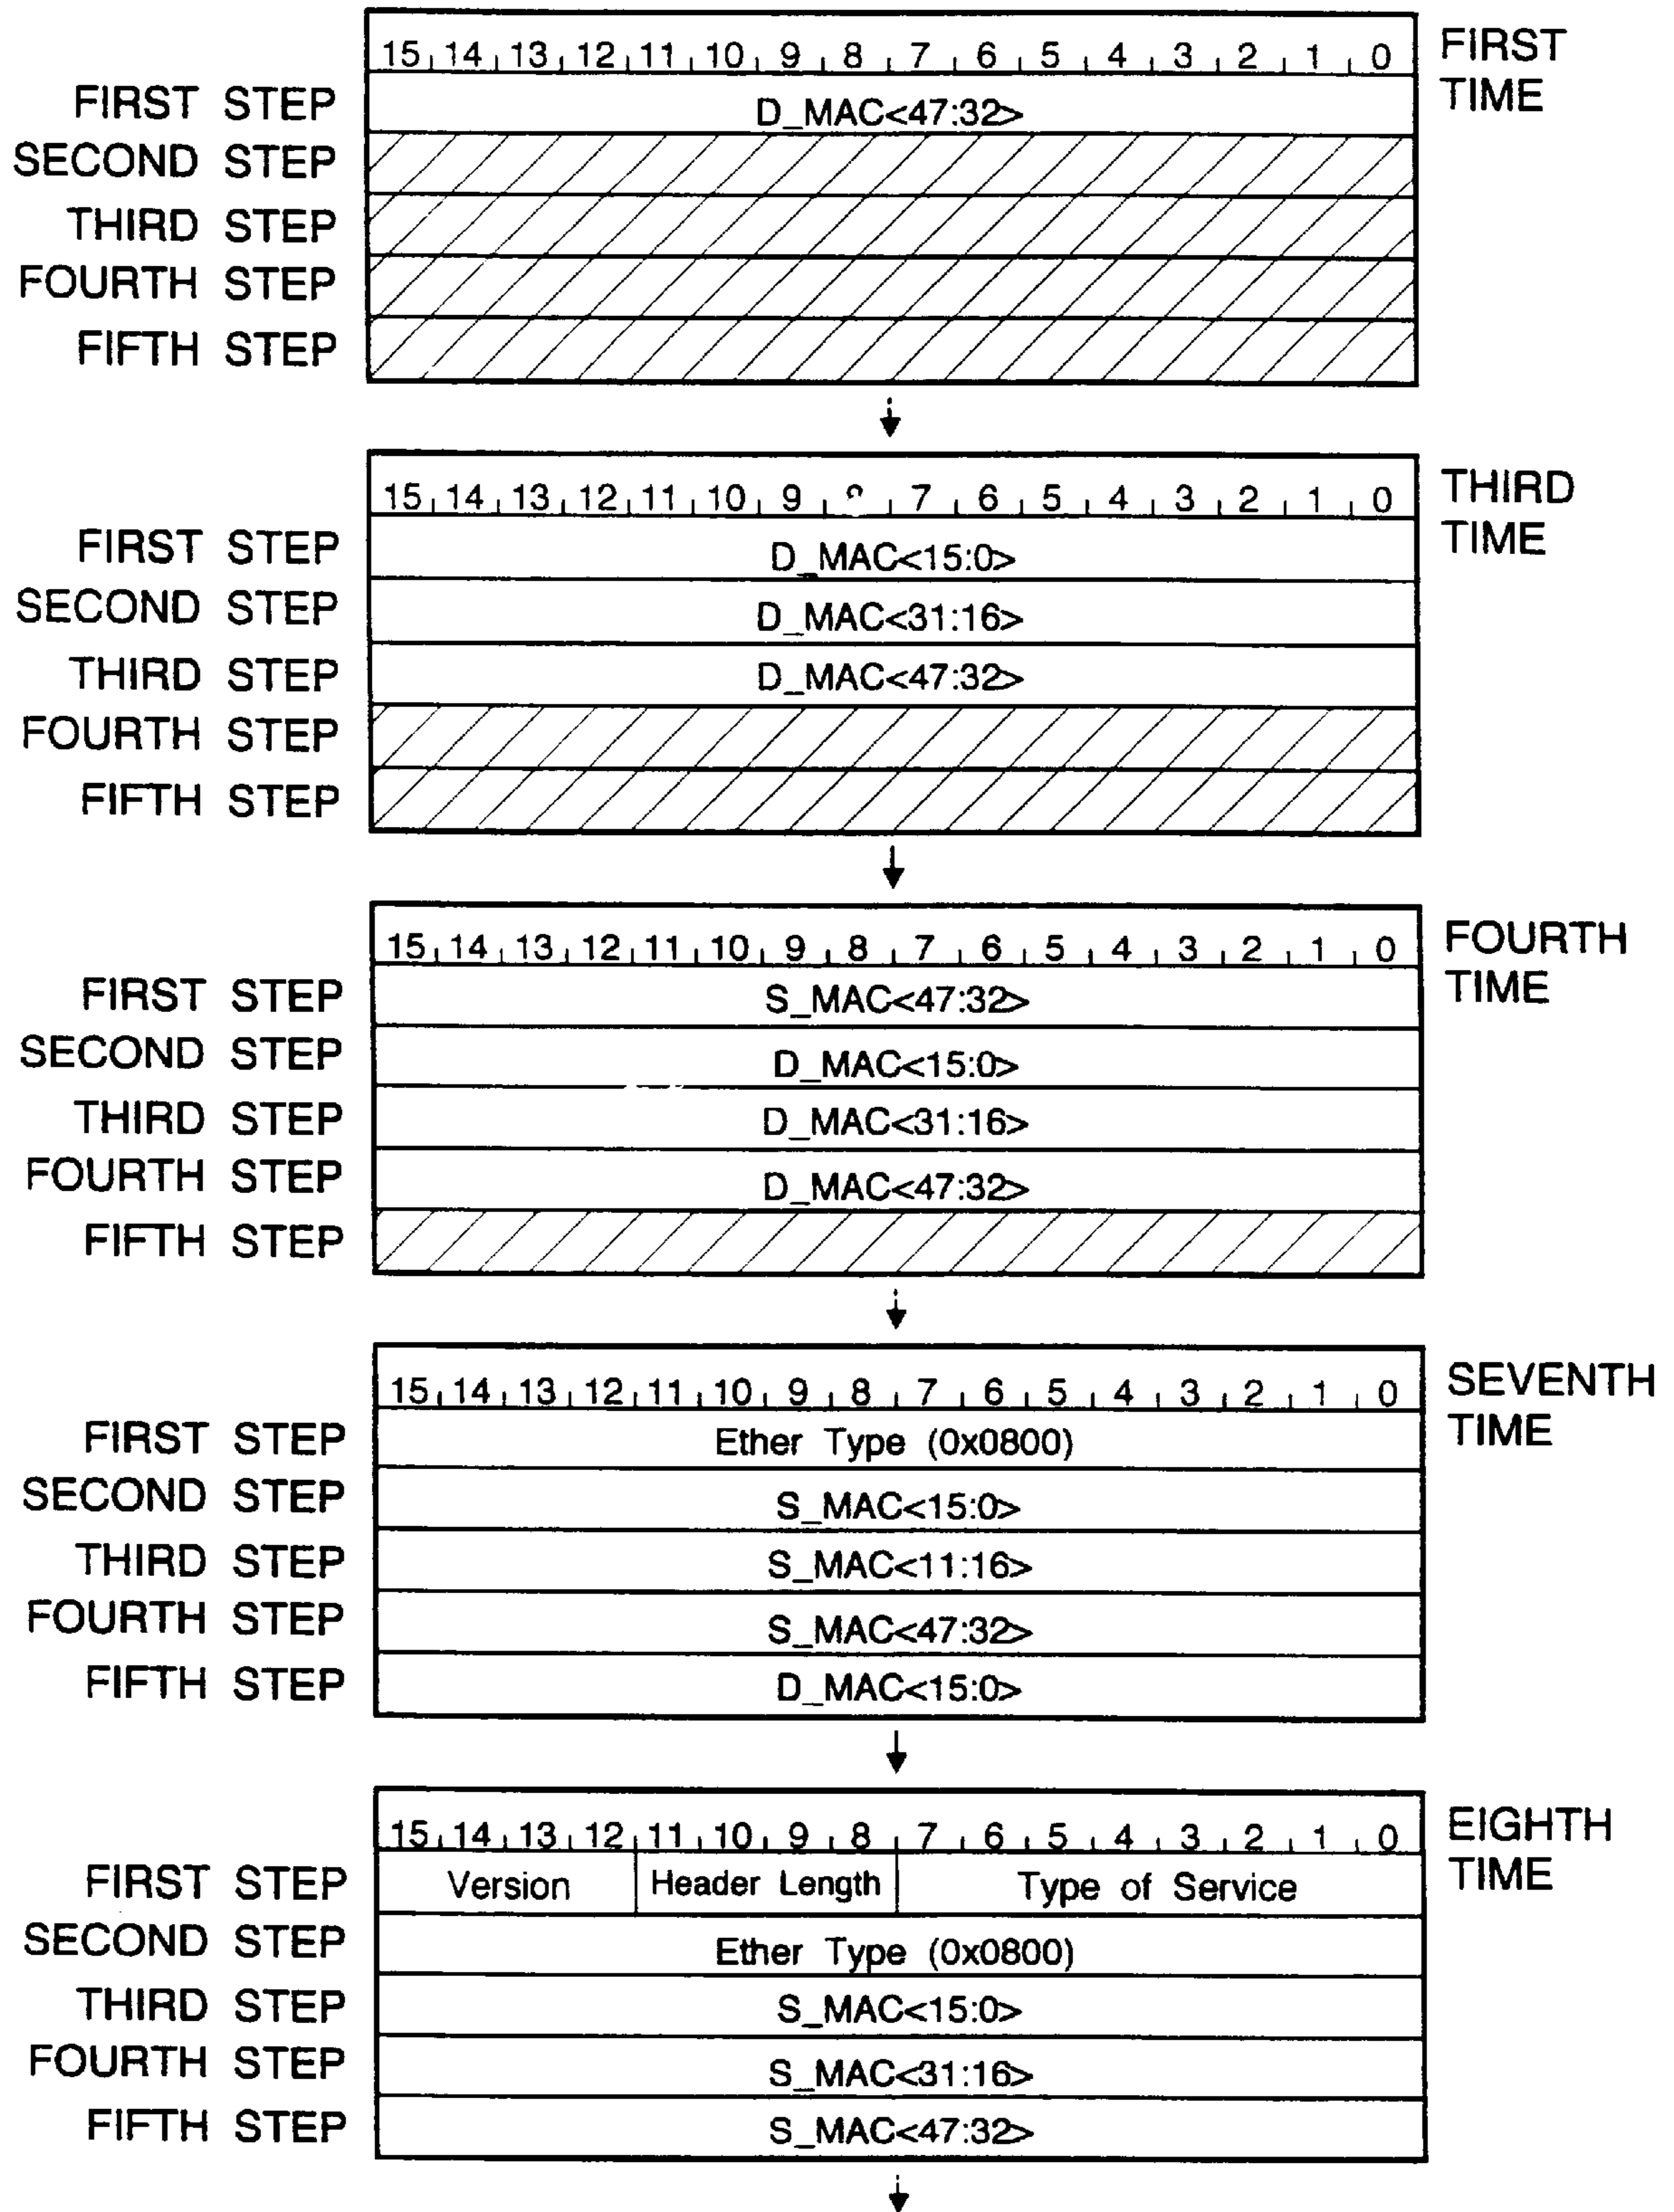 15 14 13 12 11 10 9 8 7 6 5 4 3 2 1 0
FIRST TIME
FIRST STEP D_MAC<47:32>
SECOND STEP
THIRD STEP
FOURTH STEP
FIFTH STEP
15 14 13 12 11 10 9 7 6 5 4 3 2 1 0
THIRD TIME
FIRST STEP D_MAC<15:0>
SECOND STEP D_MAC<31:16>
THIRD STEP D_MAC<47:32>
FOURTH STEP
FIFTH STEP
15 14 13 12 11 10 9 8 7 6 5 4 3 2 1 0
FOURTH TIME
FIRST STEP S_MAC<47:32>
SECOND STEP D_MAC<15:0>
THIRD STEP D_MAC<31:16>
FOURTH STEP D_MAC<47:32>
FIFTH STEP
15 14 13 12 11 10 9 8 7 6 5 4 3 2 1 0
SEVENTH TIME
FIRST STEP Ether Type (0x0800)
SECOND STEP S_MAC<15:0>
THIRD STEP S_MAC<11:16>
FOURTH STEP S_MAC<47:32>
FIFTH STEP D_MAC<15:0>
15 14 13 12 11 10 9 8 7 6 5 4 3 2 1 0
EIGHTH TIME
FIRST STEP Version Header Length Type of Service
SECOND STEP Ether Type (0x0800)
THIRD STEP S_MAC<15:0>
FOURTH STEP S_MAC<31:16>
FIFTH STEP S_MAC<47:32>